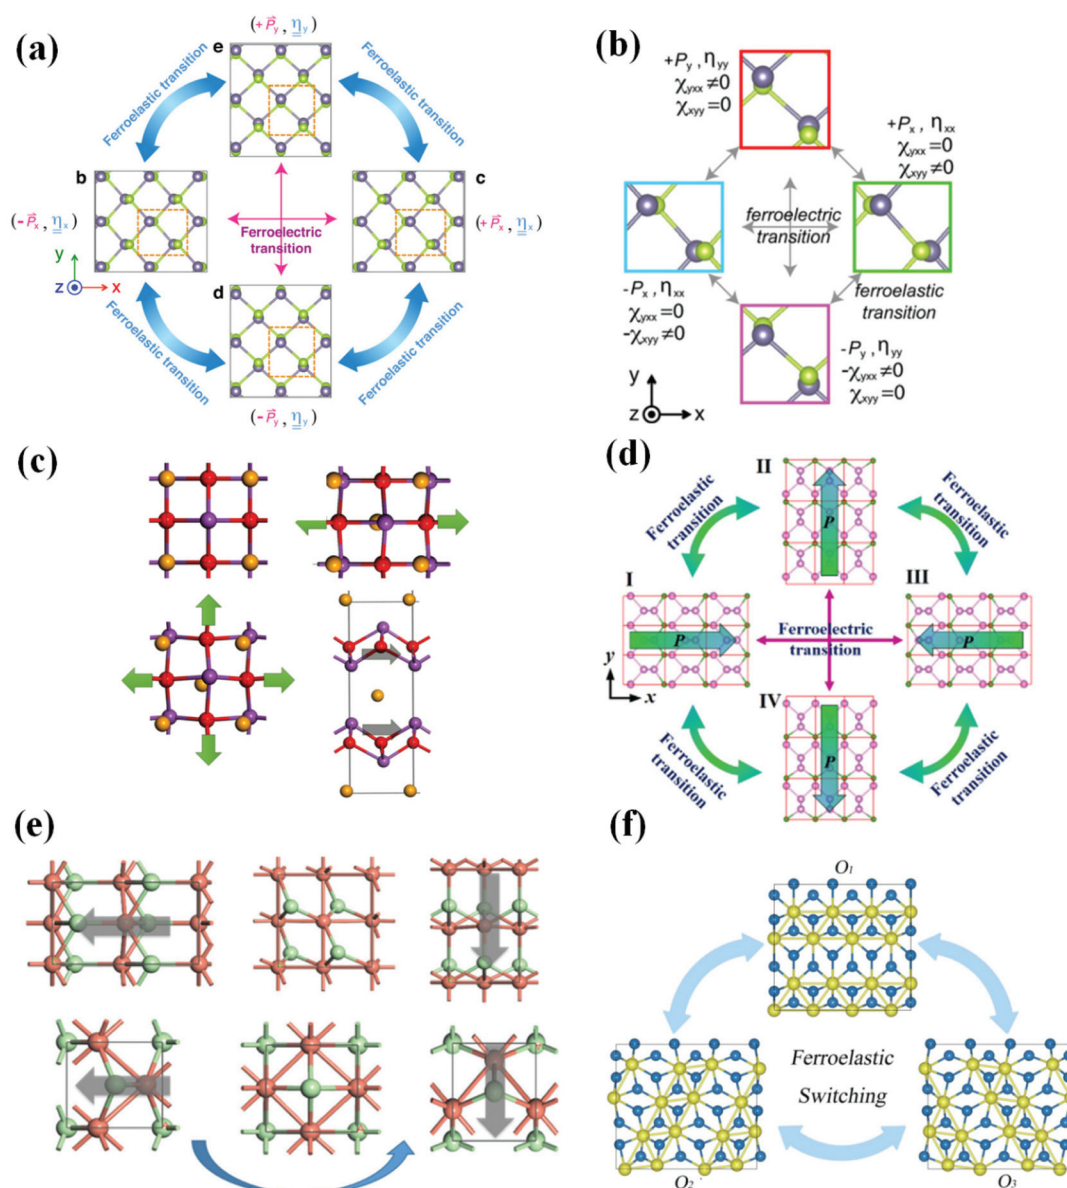 (a)
(+P⃗y, η̳y)
e
Ferroelastic transition
Ferroelastic transition
b
c
(-P⃗x, η̳x)
Ferroelectric
transition
(+P⃗x, η̳x)
y
z
x
d
Ferroelastic transition
Ferroelastic transition
(-P⃗y, η̳y)
(b)
+Py, ηyy
χyxx≠0
χxyy=0
+Px, ηxx
χyxx=0
χxyy≠0
ferroelectric
transition
-Px, ηxx
χyxx=0
-χxyy≠0
ferroelastic
transition
-Py, ηyy
-χyxx≠0
χxyy=0
y
z
x
(c)
(d)
II
Ferroelastic
transition
Ferroelastic
transition
P
I
III
P
Ferroelectric
transition
P
y
x
IV
P
Ferroelastic
transition
Ferroelastic
transition
(e)
(f)
O1
Ferroelastic
Switching
O2
O3